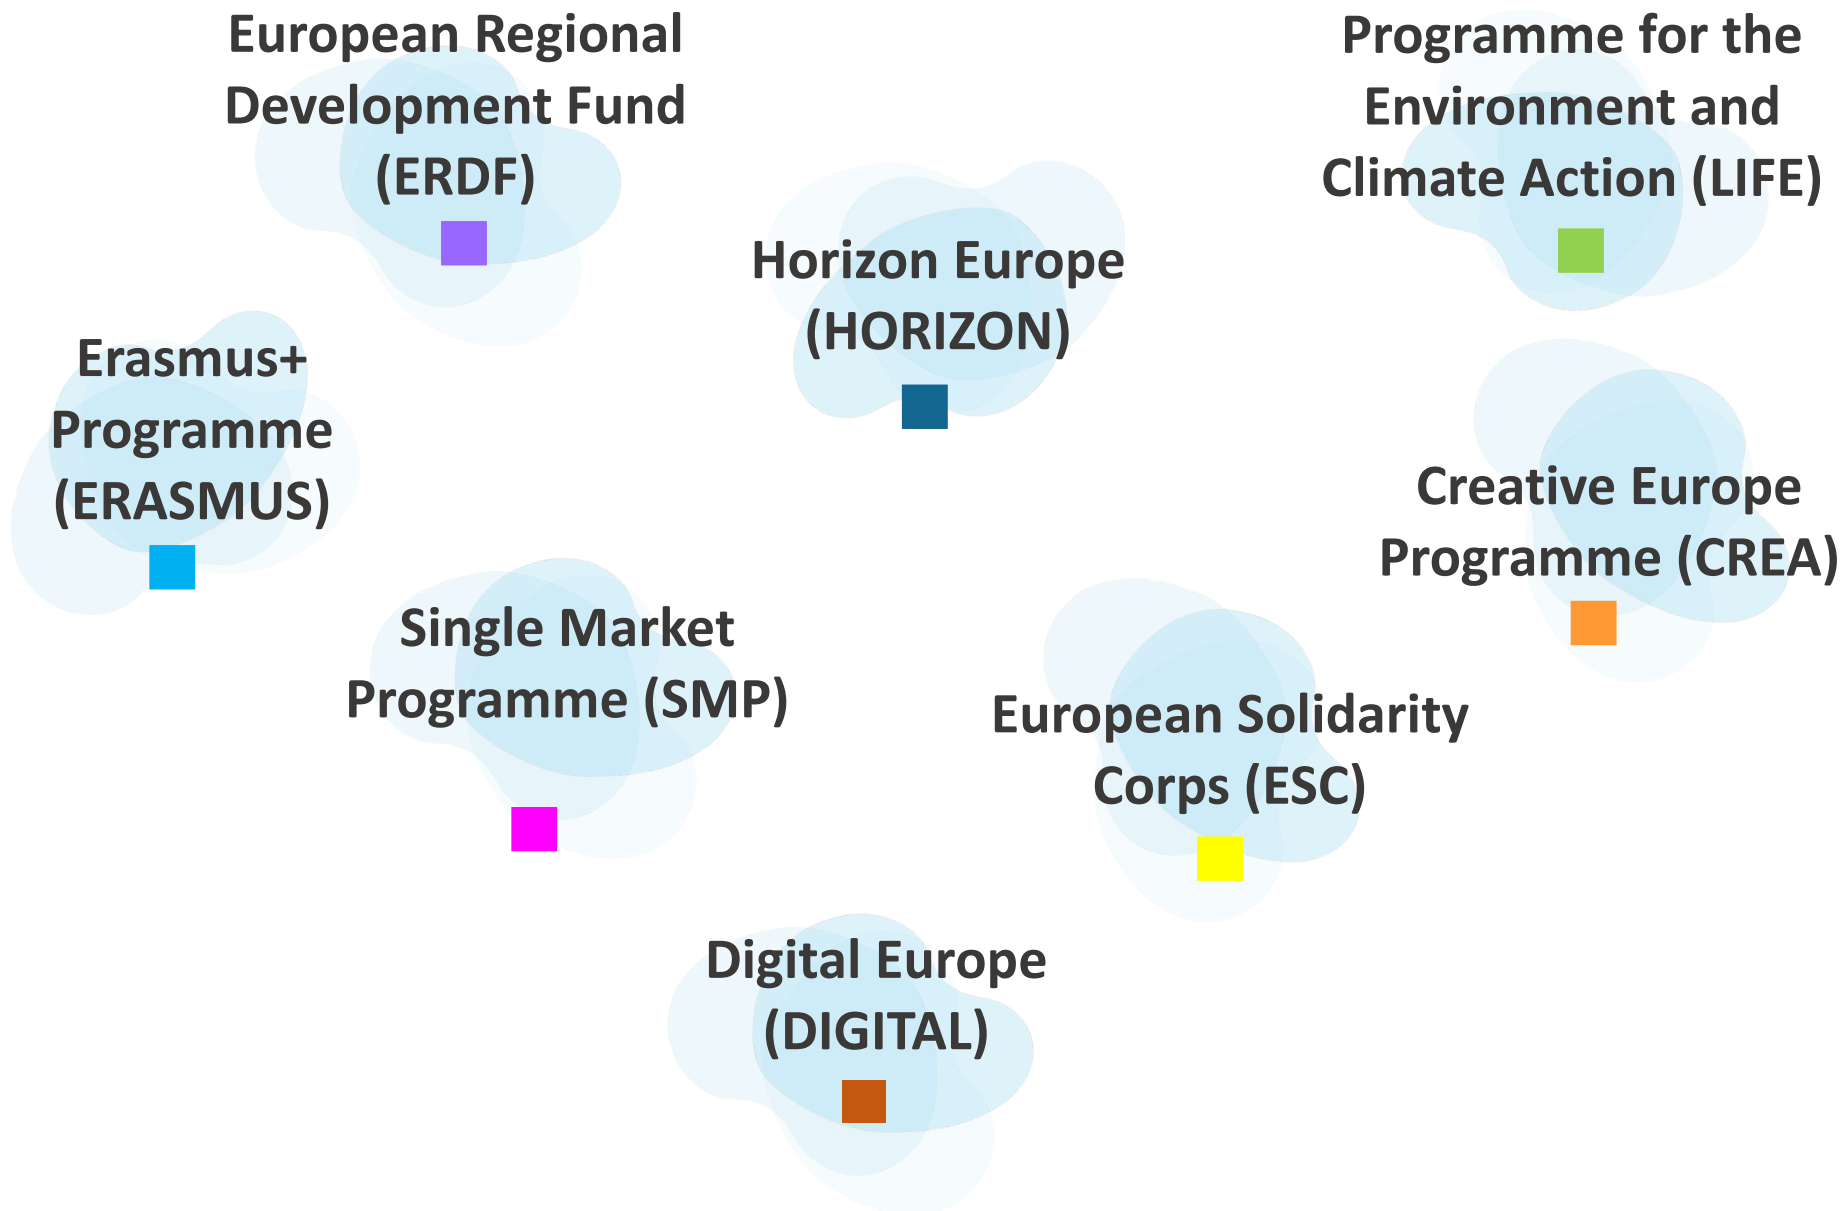 European Regional
Development Fund
(ERDF)
Programme for the
Environment and
Climate Action (LIFE)
Horizon Europe
(HORIZON)
Erasmus+
Programme
(ERASMUS)
Creative Europe
Programme (CREA)
Single Market
Programme (SMP)
European Solidarity
Corps (ESC)
Digital Europe
(DIGITAL)